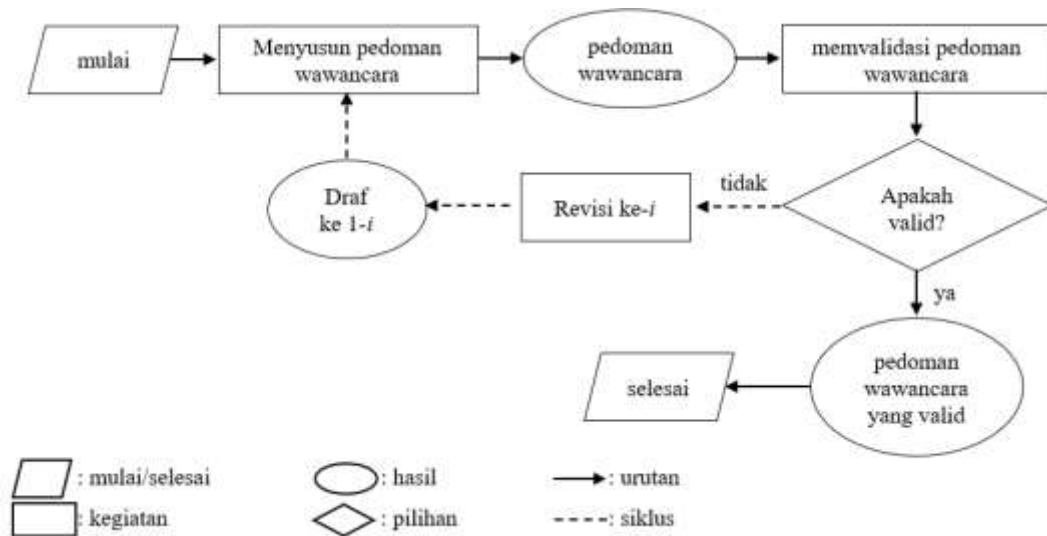 mulai
Menyusun pedoman
wawancara
pedoman
wawancara
memvalidasi pedoman
wawancara
Draf
ke 1-i
Revisi ke-i
tidak
Apakah
valid?
ya
selesai
pedoman
wawancara
yang valid
: mulai/selesai
: hasil
: urutan
: kegiatan
: pilihan
: siklus